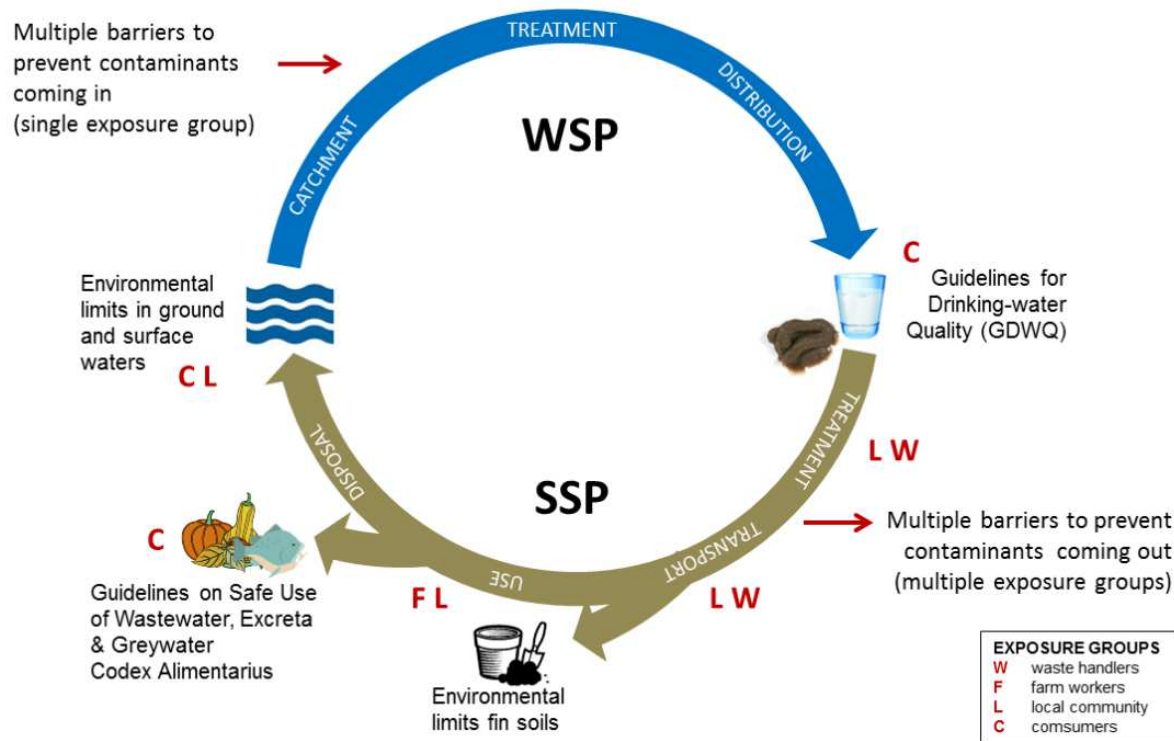 Multiple barriers to
prevent contaminants
coming in
(single exposure group)
CATCHMENT
TREATMENT
DISTRIBUTION
WSP
C
Guidelines for
Drinking-water
Quality (GDWQ)
Environmental
limits in ground
and surface
waters
C L
TREATMENT
L W
Multiple barriers to prevent
contaminants coming out
(multiple exposure groups)
TRANSPORT
L W
SSP
USE
F L
DISPOSAL
C
Guidelines on Safe Use
of Wastewater, Excreta
& Greywater
Codex Alimentarius
Environmental
limits fin soils
EXPOSURE GROUPS
W waste handlers
F farm workers
L local community
C comsumers